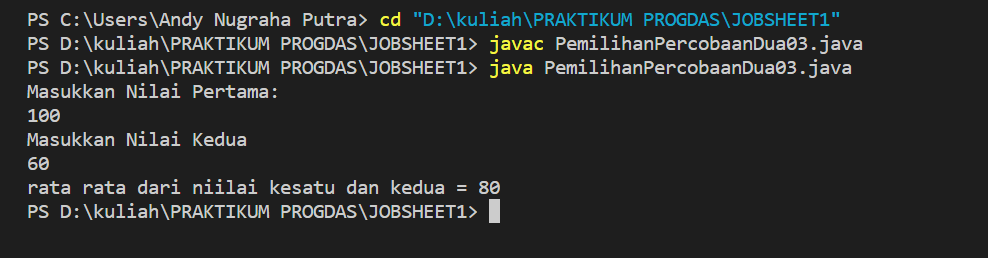 PS C:\Users\Andy Nugraha Putra> cd "D:\kuliah\PRAKTIKUM PROGDAS\JOBSHEET1"
PS D:\kuliah\PRAKTIKUM PROGDAS\JOBSHEET1> javac PemilihanPercobaanDua03.java
PS D:\kuliah\PRAKTIKUM PROGDAS\JOBSHEET1> java PemilihanPercobaanDua03.java
Masukkan Nilai Pertama:
100
Masukkan Nilai Kedua
60
rata rata dari niilai kesatu dan kedua = 80
PS D:\kuliah\PRAKTIKUM PROGDAS\JOBSHEET1>